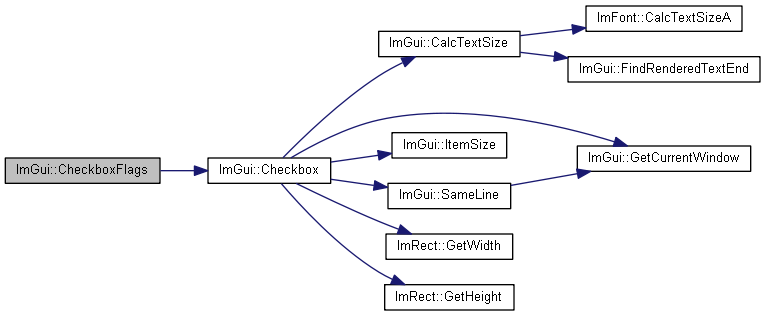 ImFont::CalcTextSizeA
ImGui::CalcTextSize
ImGui::FindRenderedTextEnd
ImGui::ItemSize
ImGui::GetCurrentWindow
ImGui::CheckboxFlags
ImGui::Checkbox
ImGui::SameLine
ImRect::GetWidth
ImRect::GetHeight